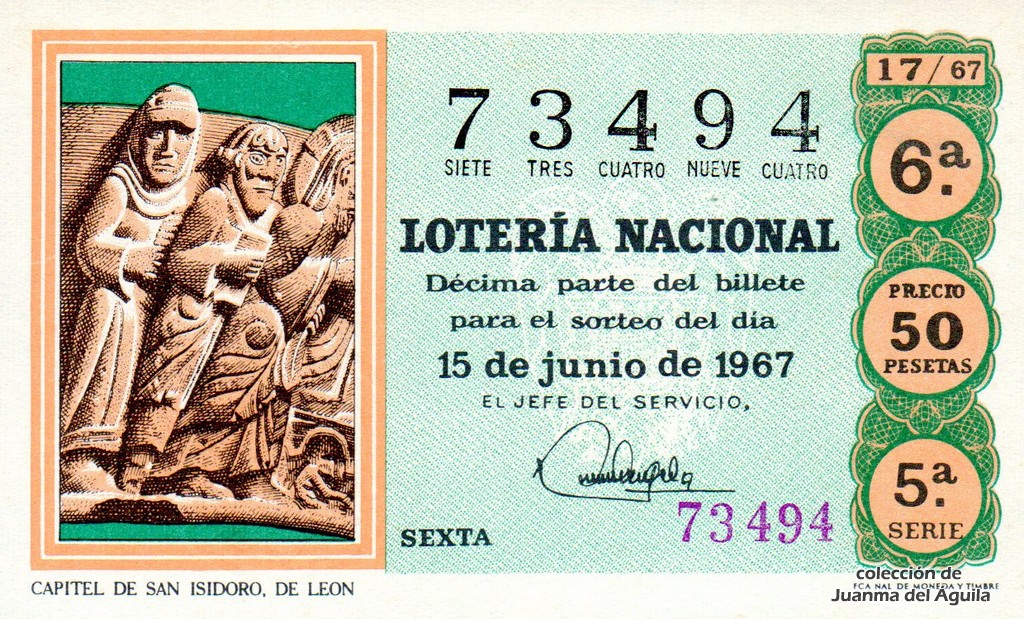 17/67
7 3 4 9 4
SIETE TRES CUATRO NUEVE CUATRO
6.ª
LOTERÍA NACIONAL
Décima parte del billete
para el sorteo del día
15 de junio de 1967
EL JEFE DEL SERVICIO,
PRECIO
50
PESETAS
5.ª
SERIE
SEXTA
73494
CAPITEL DE SAN ISIDORO, DE LEON
colección de
FCA NAL DE MONEDA Y TIMBRE
Juanma del Águila